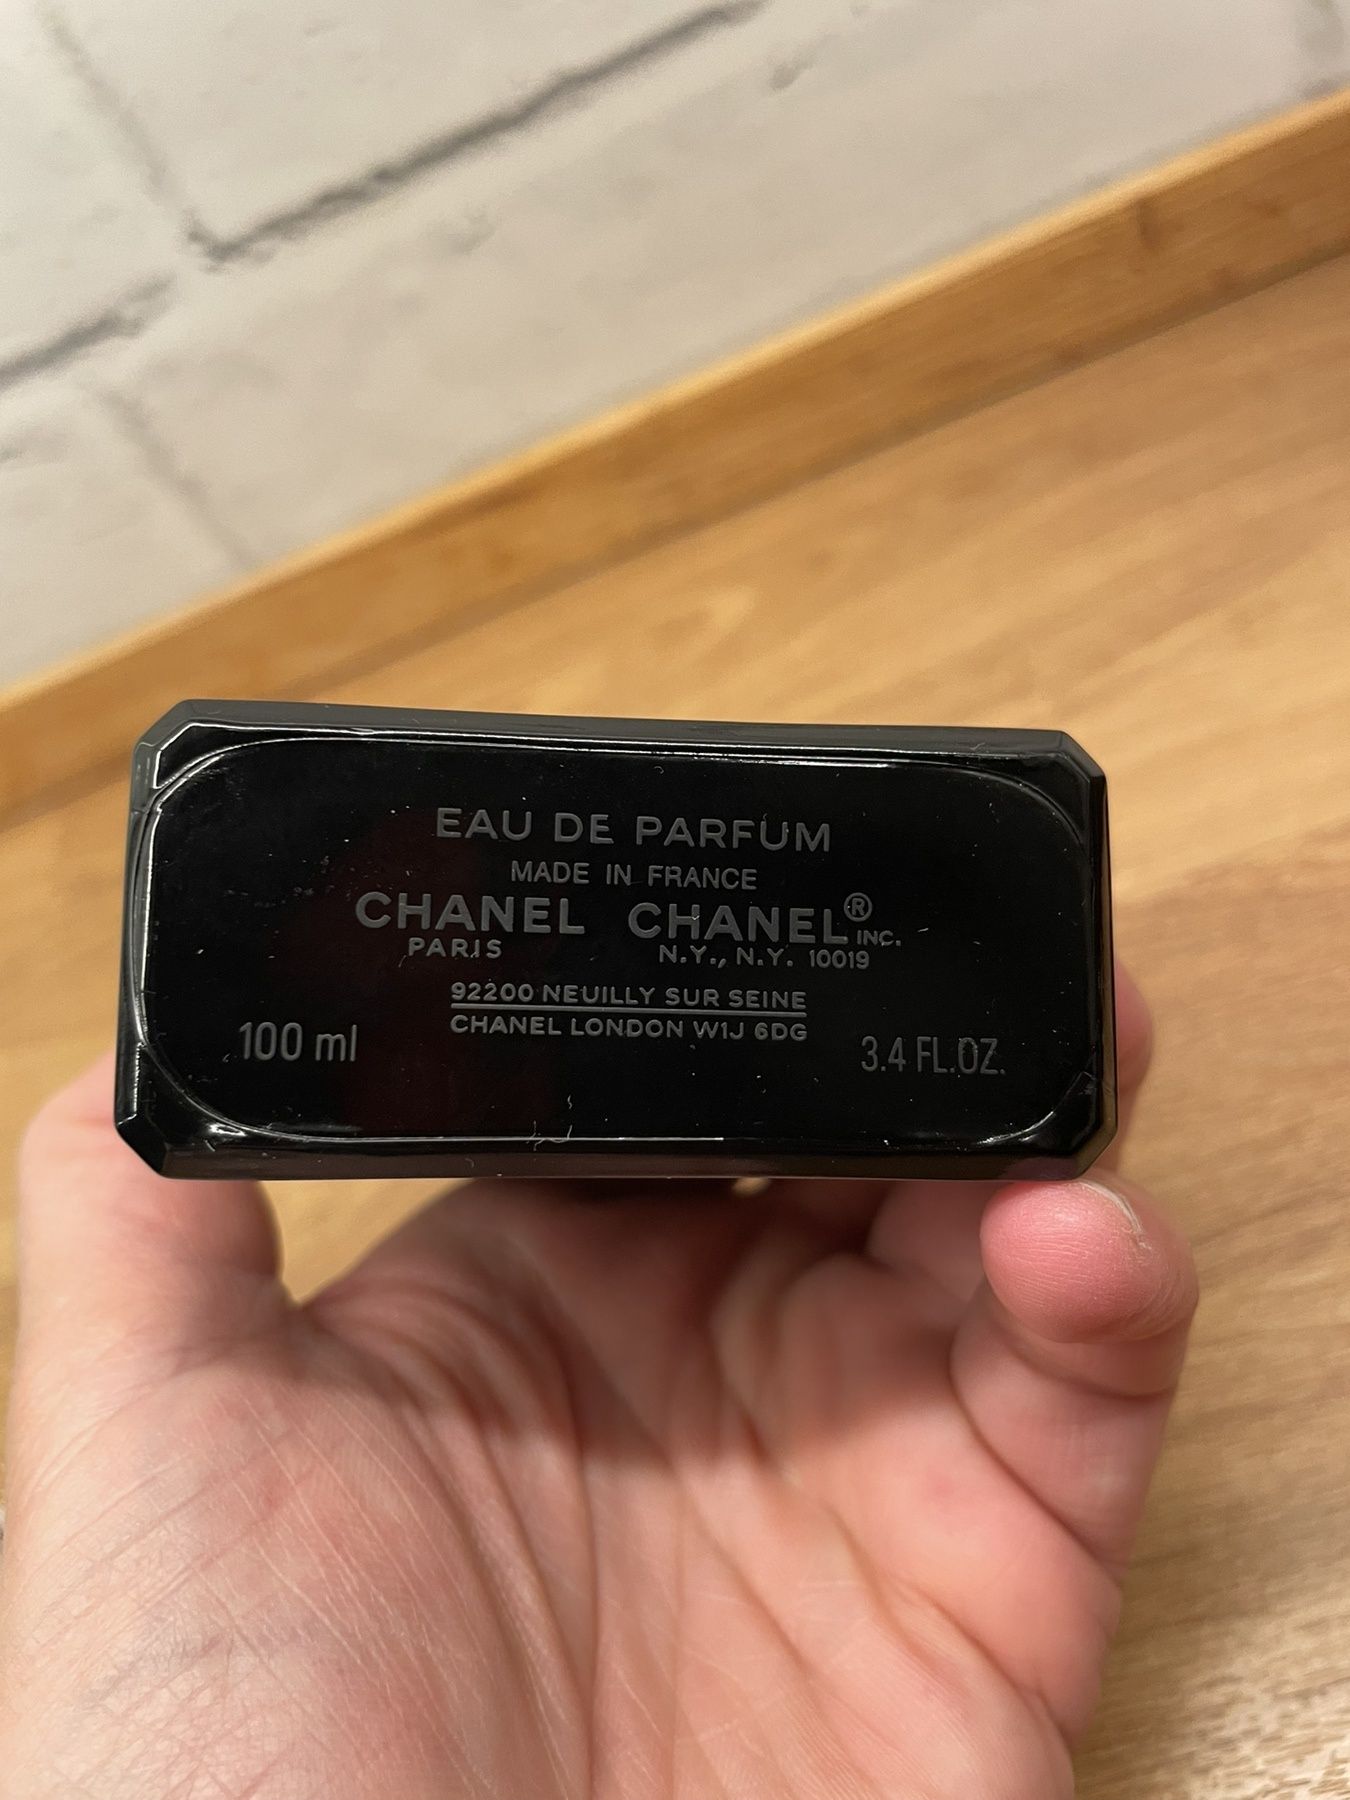 EAU DE PARFUM
MADE IN FRANCE
CHANEL CHANEL® INC.
PARIS N.Y., N.Y. 10019
92200 NEUILLY SUR SEINE
CHANEL LONDON W1J 6DG
100 ml 3.4 FL.OZ.